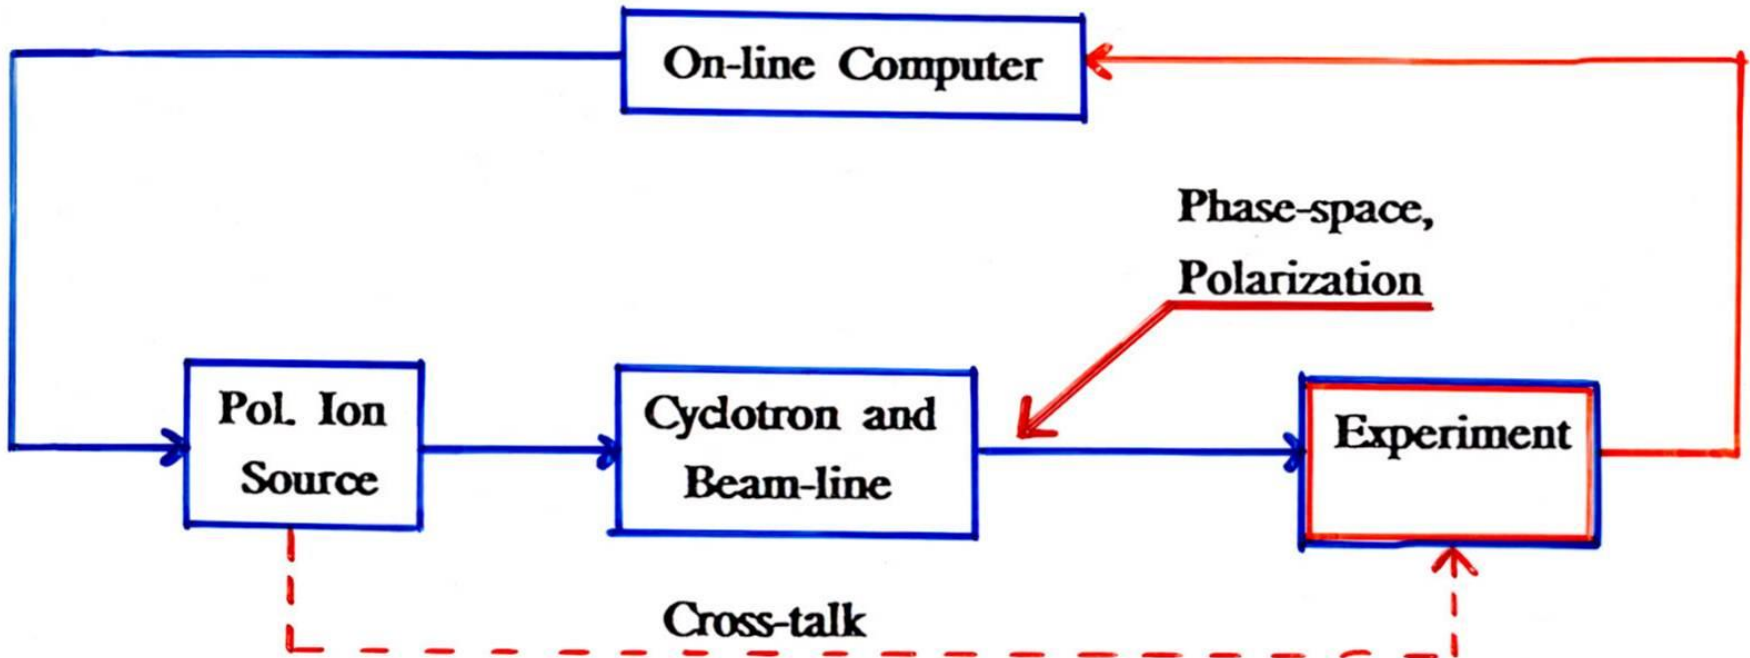 On-line Computer
Phase-space,
Polarization
Pol. Ion
Source
Cyclotron and
Beam-line
Experiment
Cross-talk